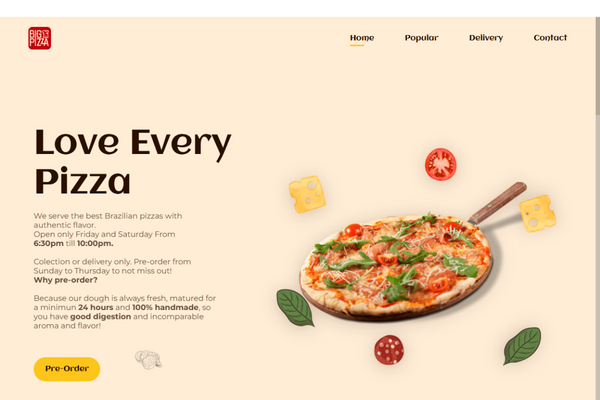 BIG
PIZZA
Home Popular Delivery Contact
Love Every
Pizza
We serve the best Brazilian pizzas with
authentic flavor.
Open only Friday and Saturday From
6:30pm till 10:00pm.
Colection or delivery only. Pre-order from
Sunday to Thursday to not miss out!
Why pre-order?
Because our dough is always fresh, matured for
a minimun 24 hours and 100% handmade, so
you have good digestion and incomparable
aroma and flavor!
Pre-Order